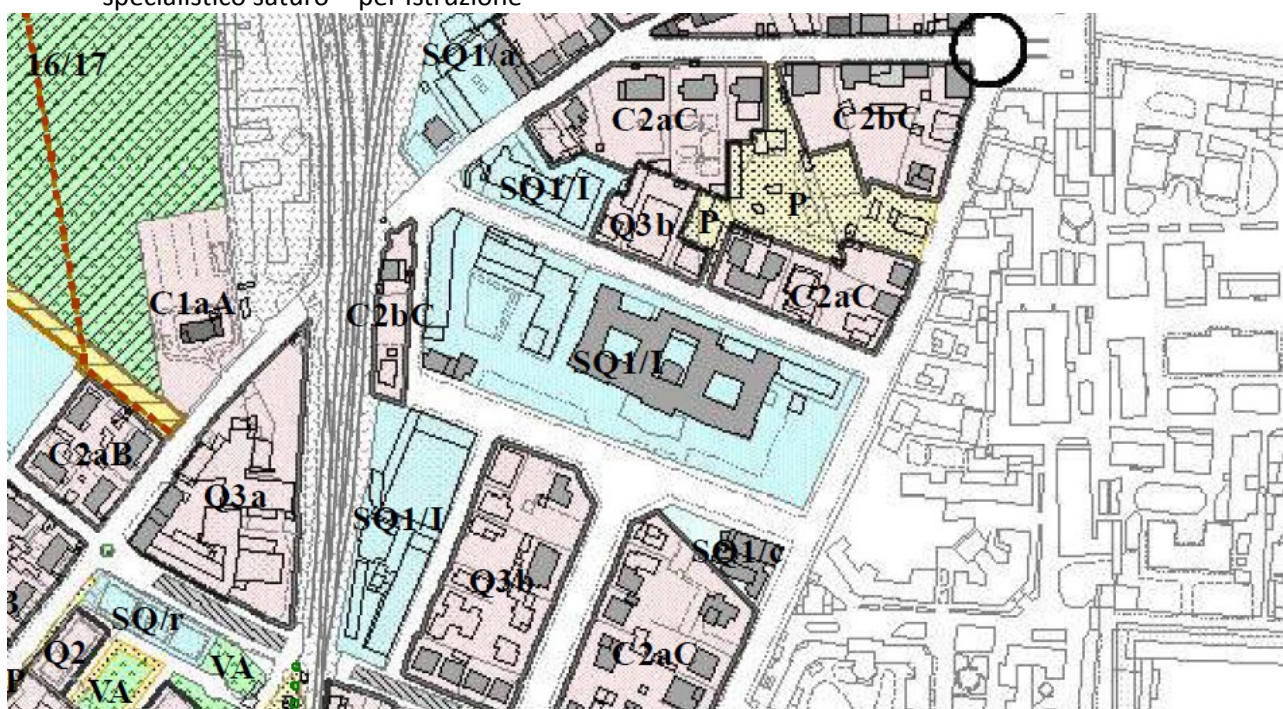 specialistico saturo – per istruzione
16/17
SQ1/a
C2aC
C2bC
SQ1/I
Q3b
P
P
C1aA
C2bC
C2aC
SQ1/I
C2aB
Q3a
SQ1/I
Q3b
SQ1/c
SQ/r
Q2
VA
VA
C2aC
P